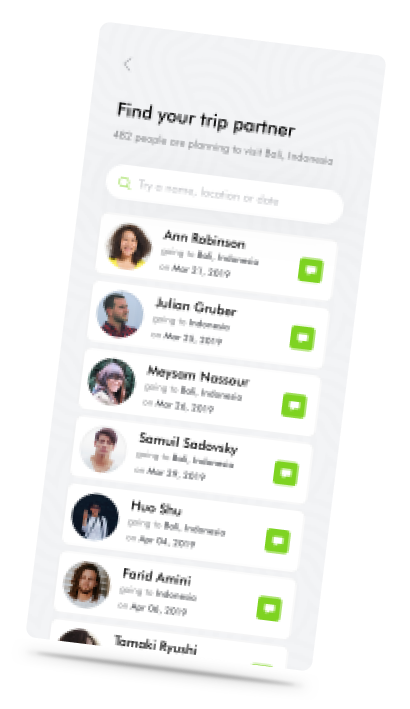 Find your trip partner
482 people are planning to visit Bali, Indonesia
Try a name, location or date
Ann Robinson
going to Bali, Indonesia
on Mar 21, 2019
Julian Gruber
going to Indonesia
on Mar 25, 2019
Meysam Nassour
going to Bali, Indonesia
on Mar 26, 2019
Samuil Sadovsky
going to Bali, Indonesia
on Mar 29, 2019
Huo Shu
going to Bali, Indonesia
on Apr 04, 2019
Farid Amini
going to Indonesia
on Apr 06, 2019
Tamaki Ryushi